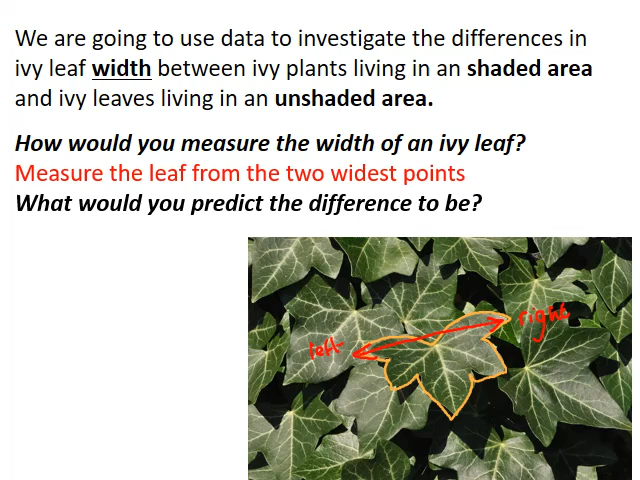 We are going to use data to investigate the differences in
ivy leaf width between ivy plants living in an shaded area
and ivy leaves living in an unshaded area.
How would you measure the width of an ivy leaf?
Measure the leaf from the two widest points
What would you predict the difference to be?
right
left